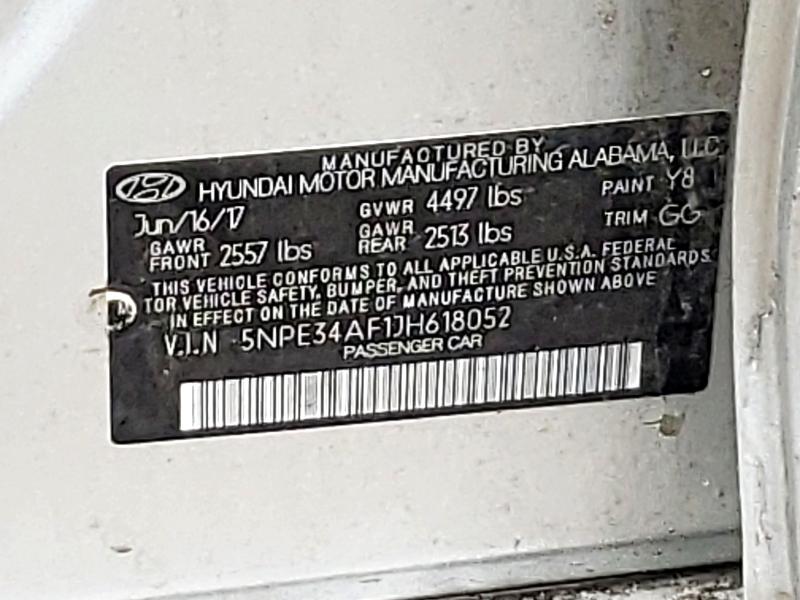 MANUFACTURED BY
HYUNDAI MOTOR MANUFACTURING ALABAMA, LLC
Jun/16/17 GVWR 4497 lbs PAINT Y8
GAWR FRONT 2557 lbs GAWR REAR 2513 lbs TRIM GG
THIS VEHICLE CONFORMS TO ALL APPLICABLE U.S.A. FEDERAL
TOR VEHICLE SAFETY, BUMPER, AND THEFT PREVENTION STANDARDS
IN EFFECT ON THE DATE OF MANUFACTURE SHOWN ABOVE
V.I.N 5NPE34AF1JH618052
PASSENGER CAR